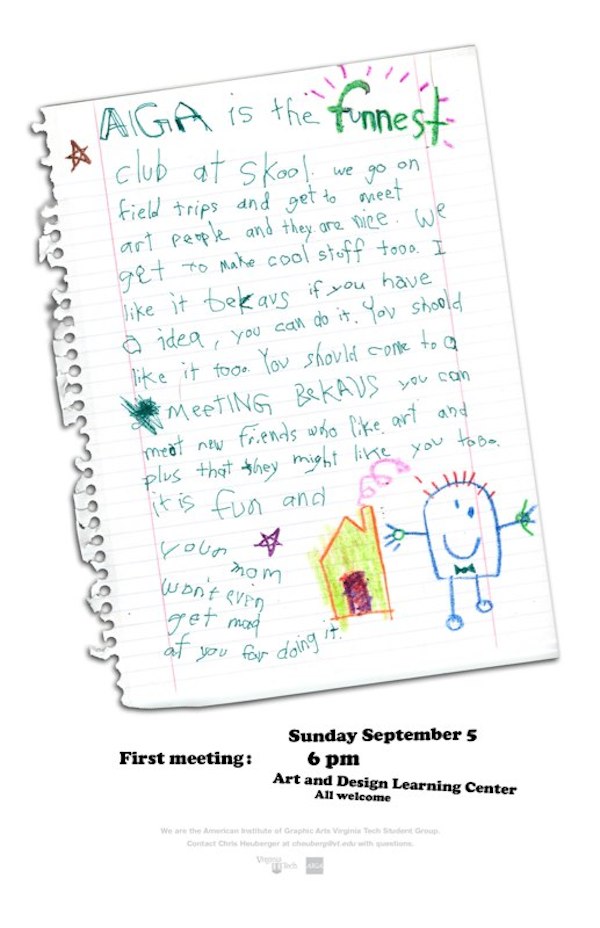 AIGA is the funnest
club at skool. we go on
field trips and get to meet
art people and they are nice. We
get to make cool stuff tooo. I
like it bekavs if you have
a idea, you can do it. You should
like it tooo. You should come to a
MEETING BEKAUS you can
meet new friends who like art and
plus that they might like you tooo.
it is fun and
your
mom
won't even
get mad
at you for doing it.
Sunday September 5
First meeting: 6 pm
Art and Design Learning Center
All welcome
We are the American Institute of Graphic Arts Virginia Tech Student Group.
Contact Chris Heuberger at cheuberg@vt.edu with questions.
Virginia Tech AIGA